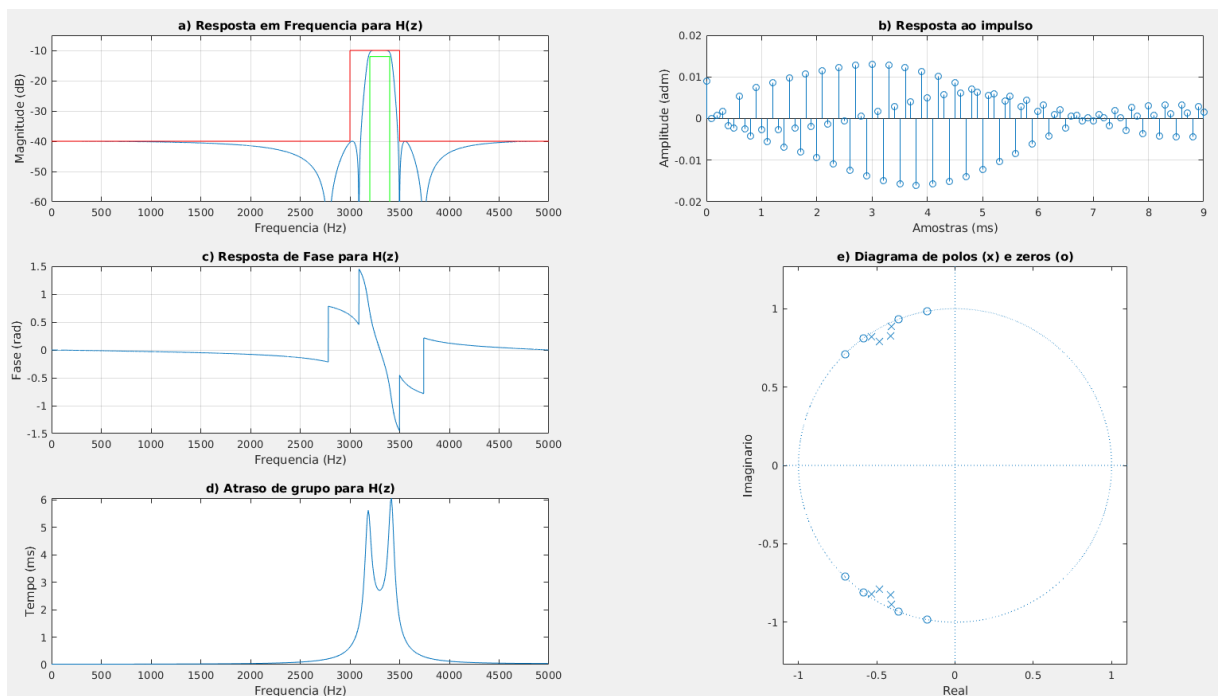 a) Resposta em Frequencia para H(z)
Magnitude (dB)
-10
-20
-30
-40
-50
-60
0 500 1000 1500 2000 2500 3000 3500 4000 4500 5000
Frequencia (Hz)
b) Resposta ao impulso
Amplitude (adm)
0.02
0.01
0
-0.01
-0.02
0 1 2 3 4 5 6 7 8 9
Amostras (ms)
c) Resposta de Fase para H(z)
Fase (rad)
1.5
1
0.5
0
-0.5
-1
-1.5
0 500 1000 1500 2000 2500 3000 3500 4000 4500 5000
Frequencia (Hz)
d) Atraso de grupo para H(z)
Tempo (ms)
6
5
4
3
2
1
0
0 500 1000 1500 2000 2500 3000 3500 4000 4500 5000
Frequencia (Hz)
e) Diagrama de polos (x) e zeros (o)
Imaginario
1
0.5
0
-0.5
-1
-1 -0.5 0 0.5 1
Real